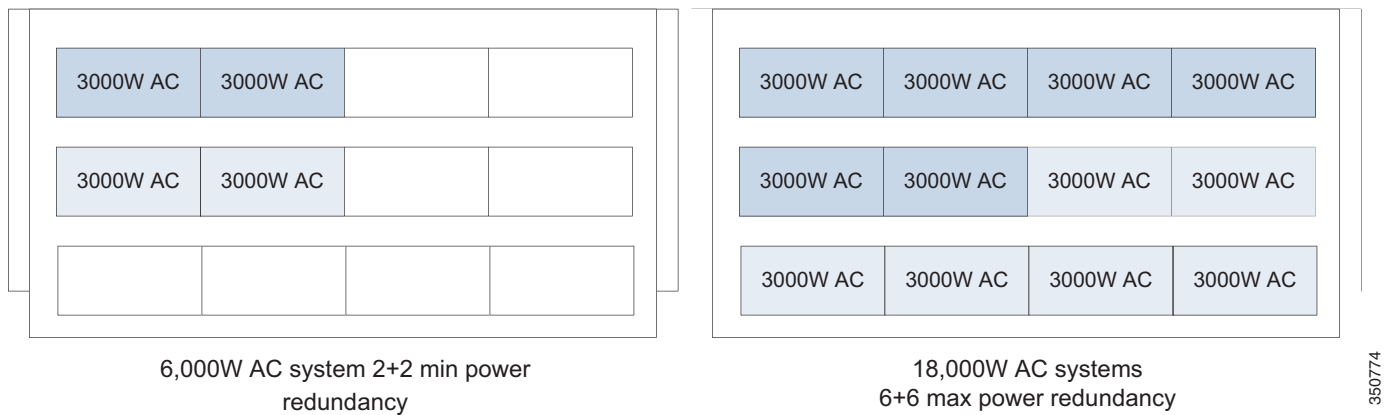 3000W AC 3000W AC
3000W AC 3000W AC
6,000W AC system 2+2 min power
redundancy
3000W AC 3000W AC 3000W AC 3000W AC
3000W AC 3000W AC 3000W AC 3000W AC
3000W AC 3000W AC 3000W AC 3000W AC
18,000W AC systems
6+6 max power redundancy
350774